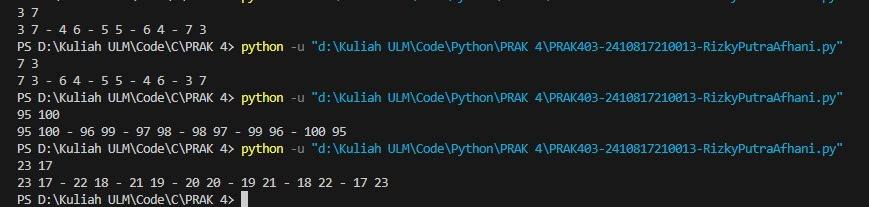 3 7
3 7 - 4 6 - 5 5 - 6 4 - 7 3
PS D:\Kuliah ULM\Code\C\PRAK 4> python -u "d:\Kuliah ULM\Code\Python\PRAK 4\PRAK403-2410817210013-RizkyPutraAfhani.py"
7 3
7 3 - 6 4 - 5 5 - 4 6 - 3 7
PS D:\Kuliah ULM\Code\C\PRAK 4> python -u "d:\Kuliah ULM\Code\Python\PRAK 4\PRAK403-2410817210013-RizkyPutraAfhani.py"
95 100
95 100 - 96 99 - 97 98 - 98 97 - 99 96 - 100 95
PS D:\Kuliah ULM\Code\C\PRAK 4> python -u "d:\Kuliah ULM\Code\Python\PRAK 4\PRAK403-2410817210013-RizkyPutraAfhani.py"
23 17
23 17 - 22 18 - 21 19 - 20 20 - 19 21 - 18 22 - 17 23
PS D:\Kuliah ULM\Code\C\PRAK 4>